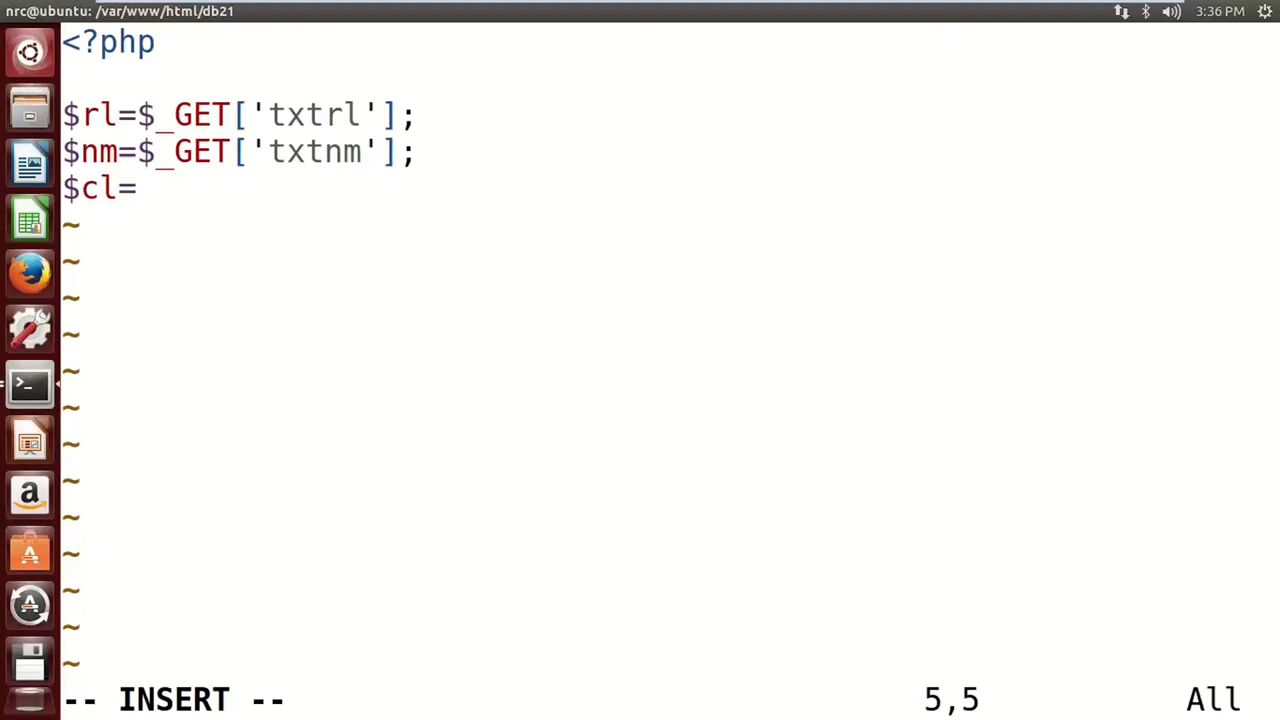 nrc@ubuntu: /var/www/html/db21
3:36 PM
<?php
$rl=$_GET['txtrl'];
$nm=$_GET['txtnm'];
$cl=
~
~
~
~
~
~
~
~
~
~
~
~
~
-- INSERT --
5,5
All